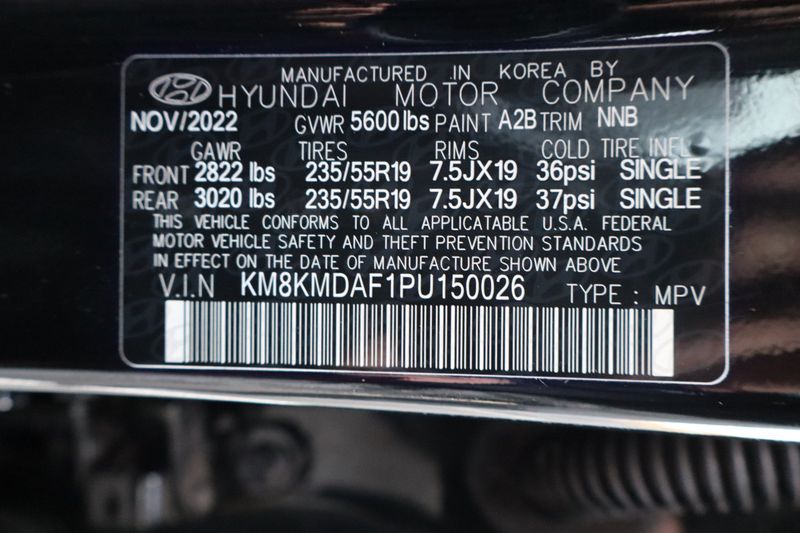 MANUFACTURED IN KOREA BY
HYUNDAI MOTOR COMPANY
NOV/2022 GVWR 5600 lbs PAINT A2B TRIM NNB
GAWR TIRES RIMS COLD TIRE INFL
FRONT 2822 lbs 235/55R19 7.5JX19 36psi SINGLE
REAR 3020 lbs 235/55R19 7.5JX19 37psi SINGLE
THIS VEHICLE CONFORMS TO ALL APPLICATABLE U.S.A. FEDERAL
MOTOR VEHICLE SAFETY AND THEFT PREVENTION STANDARDS
IN EFFECT ON THE DATE OF MANUFACTURE SHOWN ABOVE
V.I.N KM8KMDAF1PU150026 TYPE : MPV